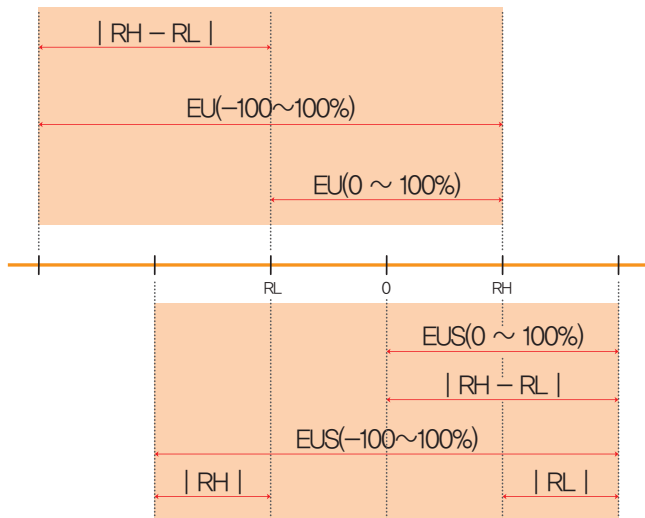 | RH − RL |
EU(−100～100%)
EU(0 ～ 100%)
RL 0 RH
EUS(0 ～ 100%)
| RH − RL |
EUS(−100～100%)
| RH | | RL |